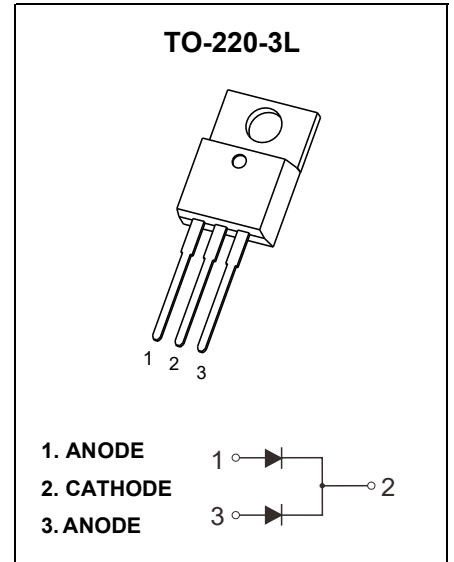 TO-220-3L
1 2 3
1. ANODE
2. CATHODE
3. ANODE
1
2
3